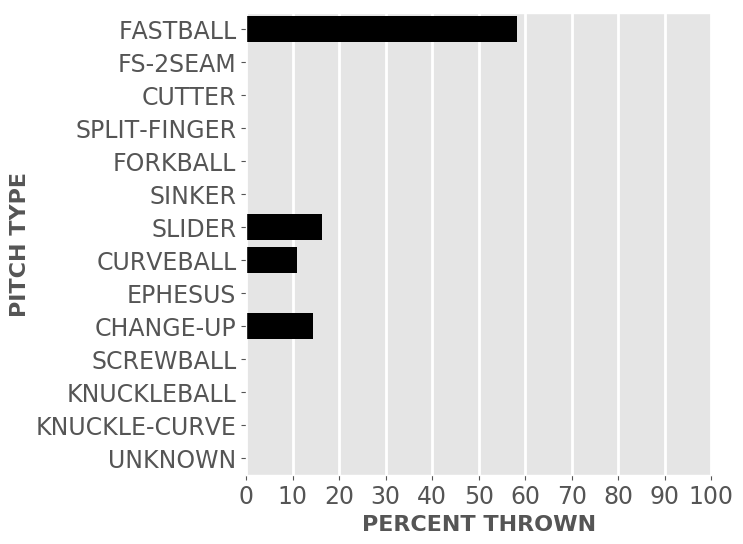 FASTBALL
FS-2SEAM
CUTTER
SPLIT-FINGER
FORKBALL
SINKER
SLIDER
CURVEBALL
EPHESUS
CHANGE-UP
SCREWBALL
KNUCKLEBALL
KNUCKLE-CURVE
UNKNOWN
PITCH TYPE
0 10 20 30 40 50 60 70 80 90 100
PERCENT THROWN